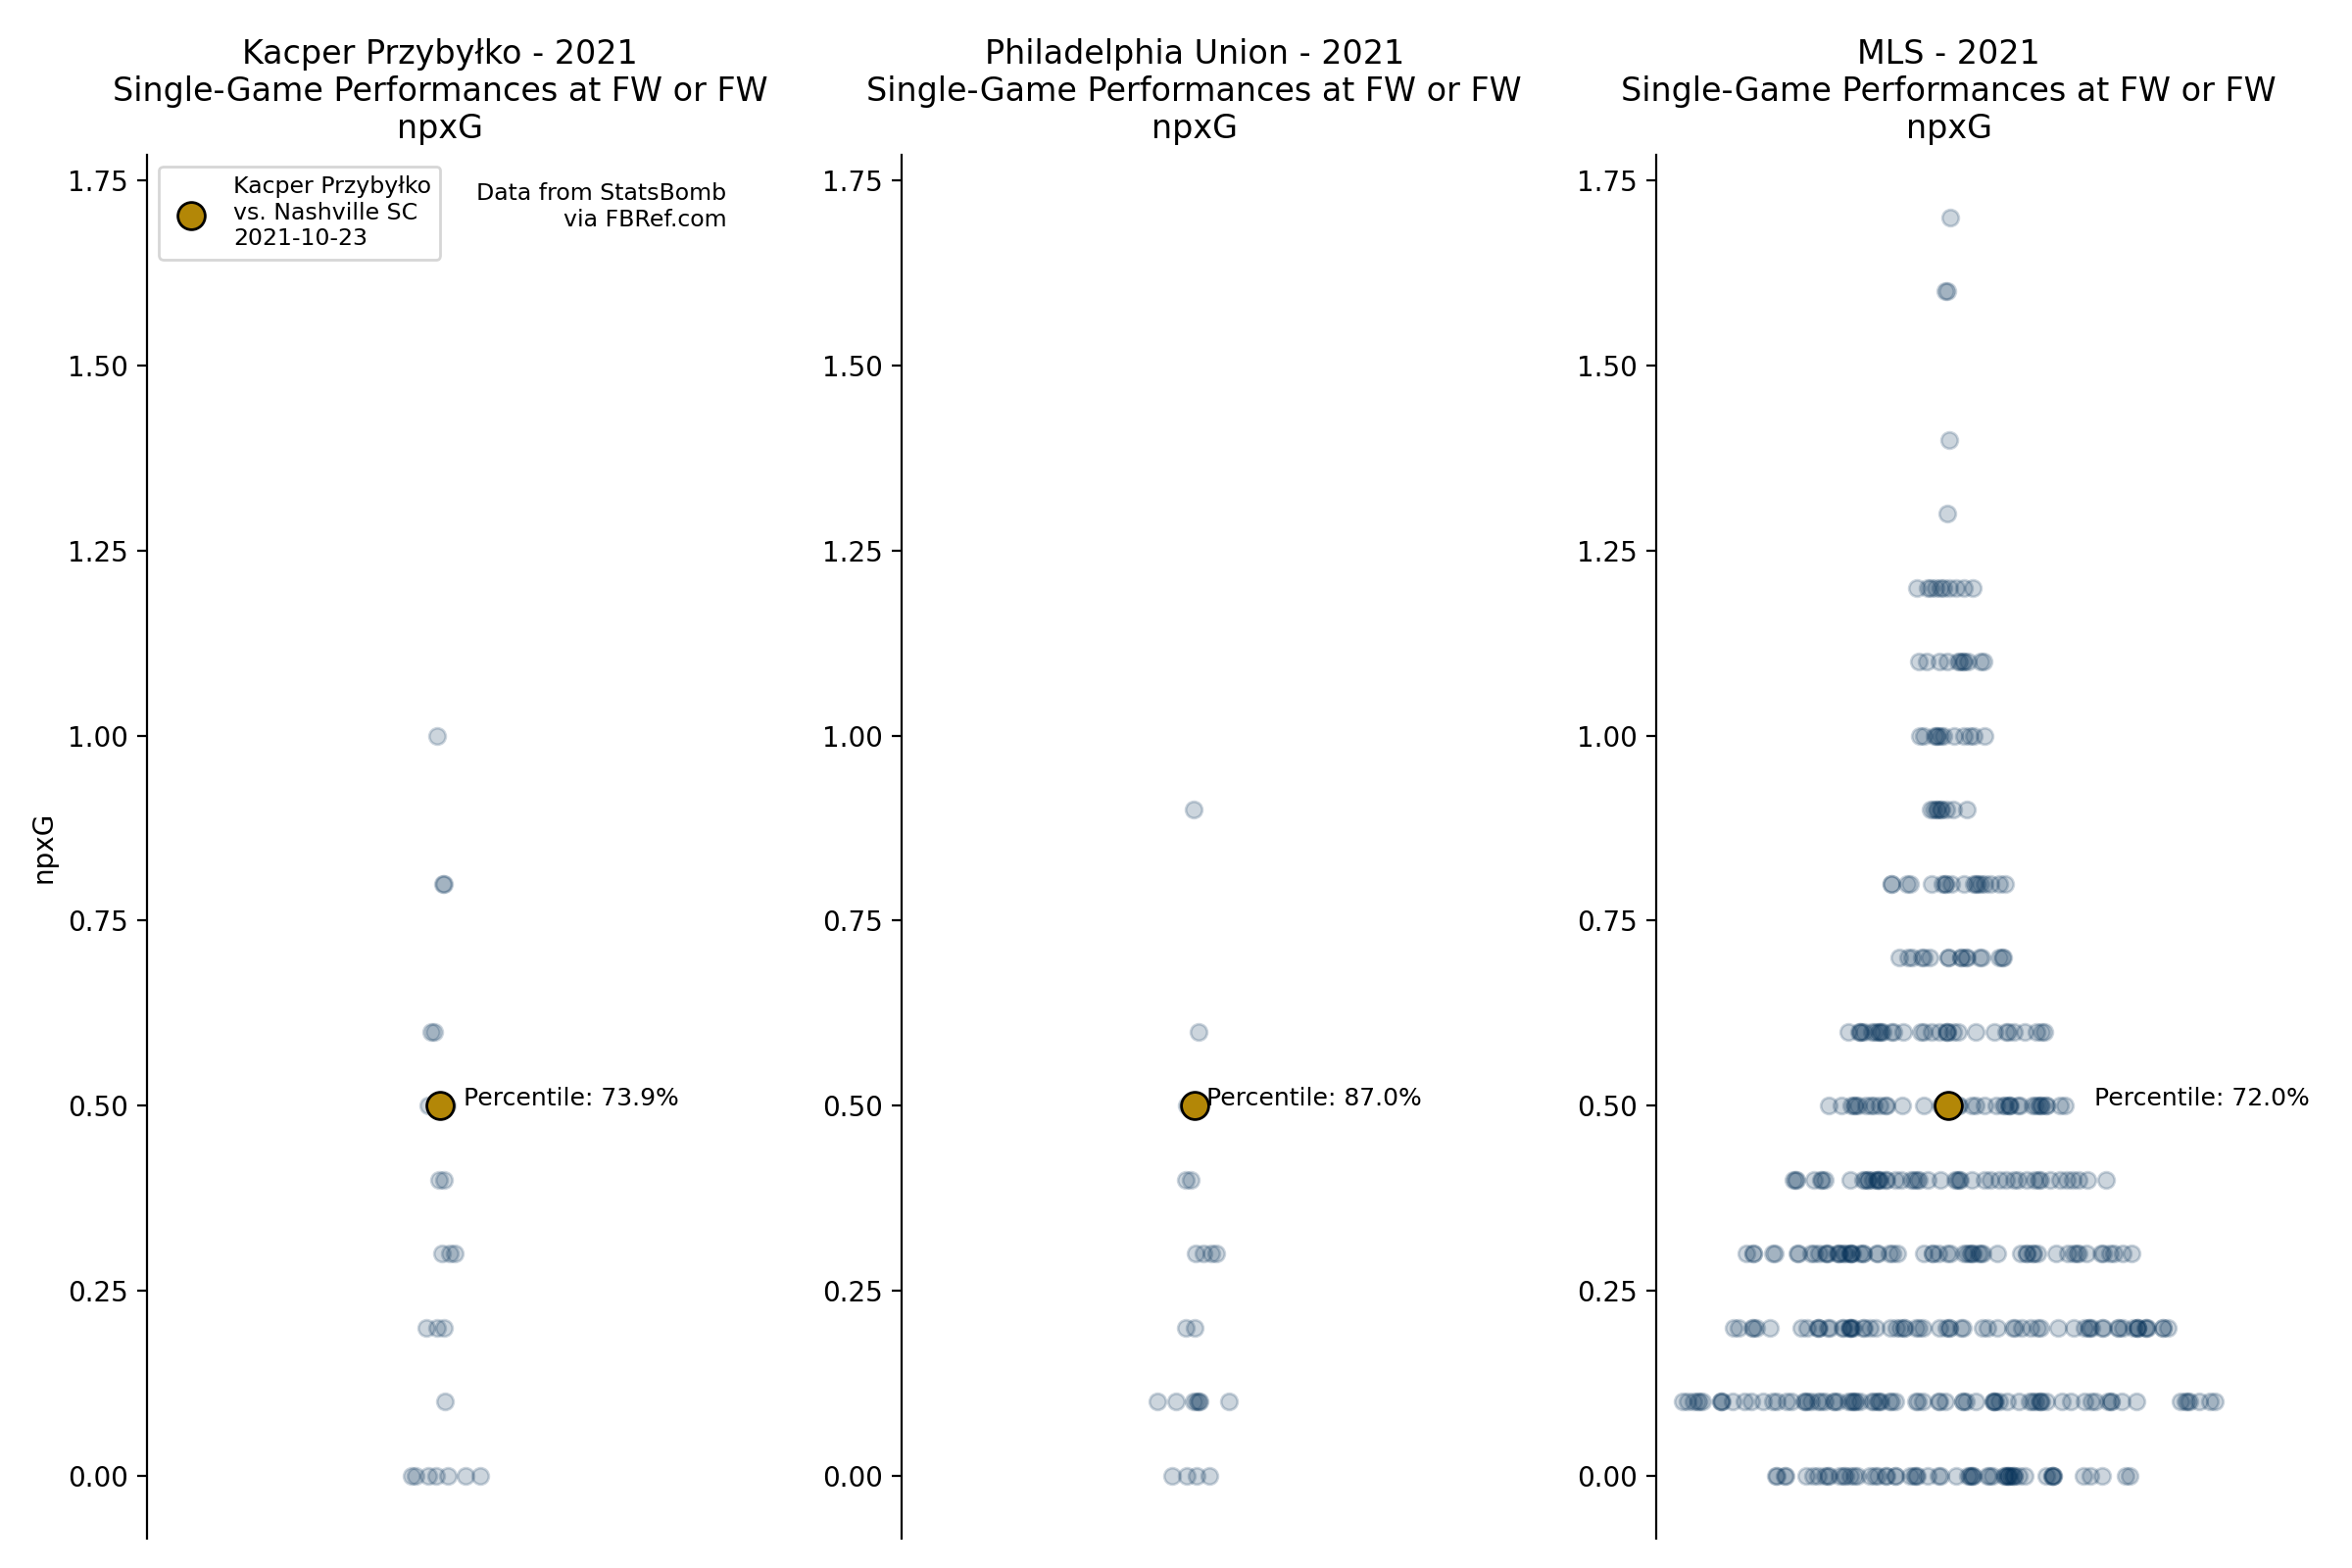 Kacper Przybyłko - 2021
Single-Game Performances at FW or FW
npxG
Philadelphia Union - 2021
Single-Game Performances at FW or FW
npxG
MLS - 2021
Single-Game Performances at FW or FW
npxG
npxG
1.75
1.50
1.25
1.00
0.75
0.50
0.25
0.00
Kacper Przybyłko
vs. Nashville SC
2021-10-23
Data from StatsBomb
via FBRef.com
Percentile: 73.9%
1.75
1.50
1.25
1.00
0.75
0.50
0.25
0.00
Percentile: 87.0%
1.75
1.50
1.25
1.00
0.75
0.50
0.25
0.00
Percentile: 72.0%